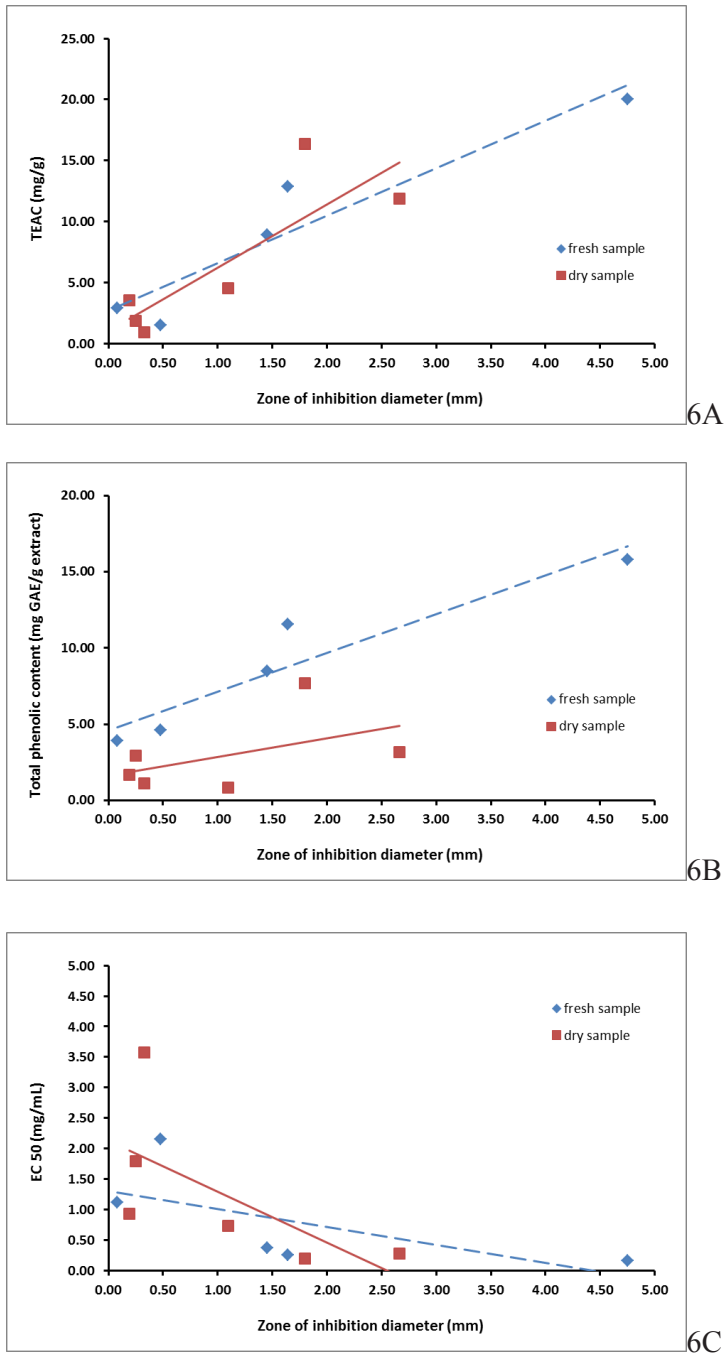 25.00
20.00
15.00
10.00
5.00
0.00
TEAC (mg/g)
fresh sample
dry sample
0.00 0.50 1.00 1.50 2.00 2.50 3.00 3.50 4.00 4.50 5.00
Zone of inhibition diameter (mm)
6A
20.00
15.00
10.00
5.00
0.00
Total phenolic content (mg GAE/g extract)
fresh sample
dry sample
0.00 0.50 1.00 1.50 2.00 2.50 3.00 3.50 4.00 4.50 5.00
Zone of inhibition diameter (mm)
6B
5.00
4.50
4.00
3.50
3.00
2.50
2.00
1.50
1.00
0.50
0.00
EC 50 (mg/mL)
fresh sample
dry sample
0.00 0.50 1.00 1.50 2.00 2.50 3.00 3.50 4.00 4.50 5.00
Zone of inhibition diameter (mm)
6C